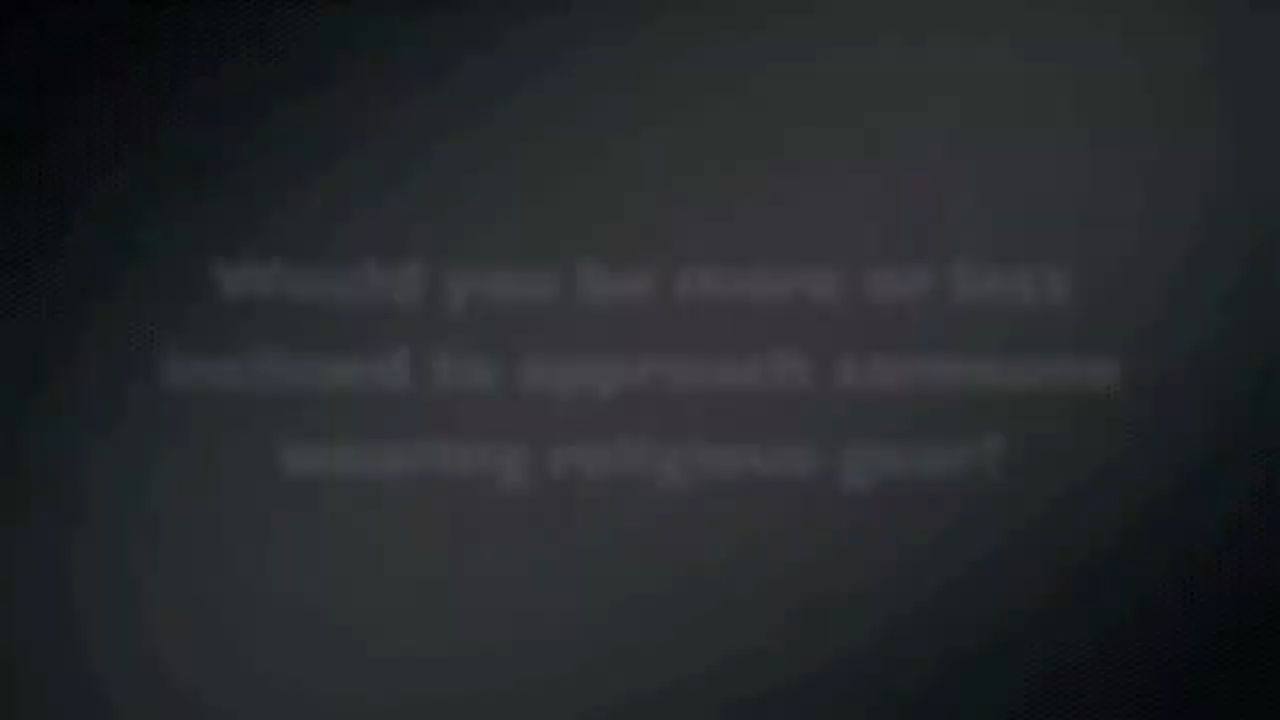 Would you be more or less
inclined to approach someone
wearing religious gear?